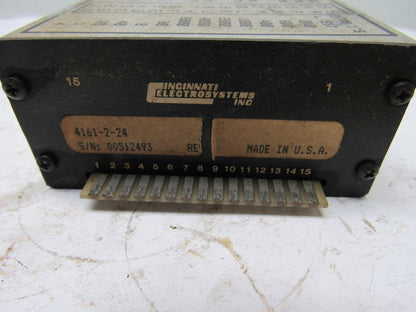 15 1
CINCINNATI
ELECTROSYSTEMS
INC
4161-2-24
S/N: 00512493 RE
MADE IN U.S.A.
1 2 3 4 5 6 7 8 9 10 11 12 13 14 15